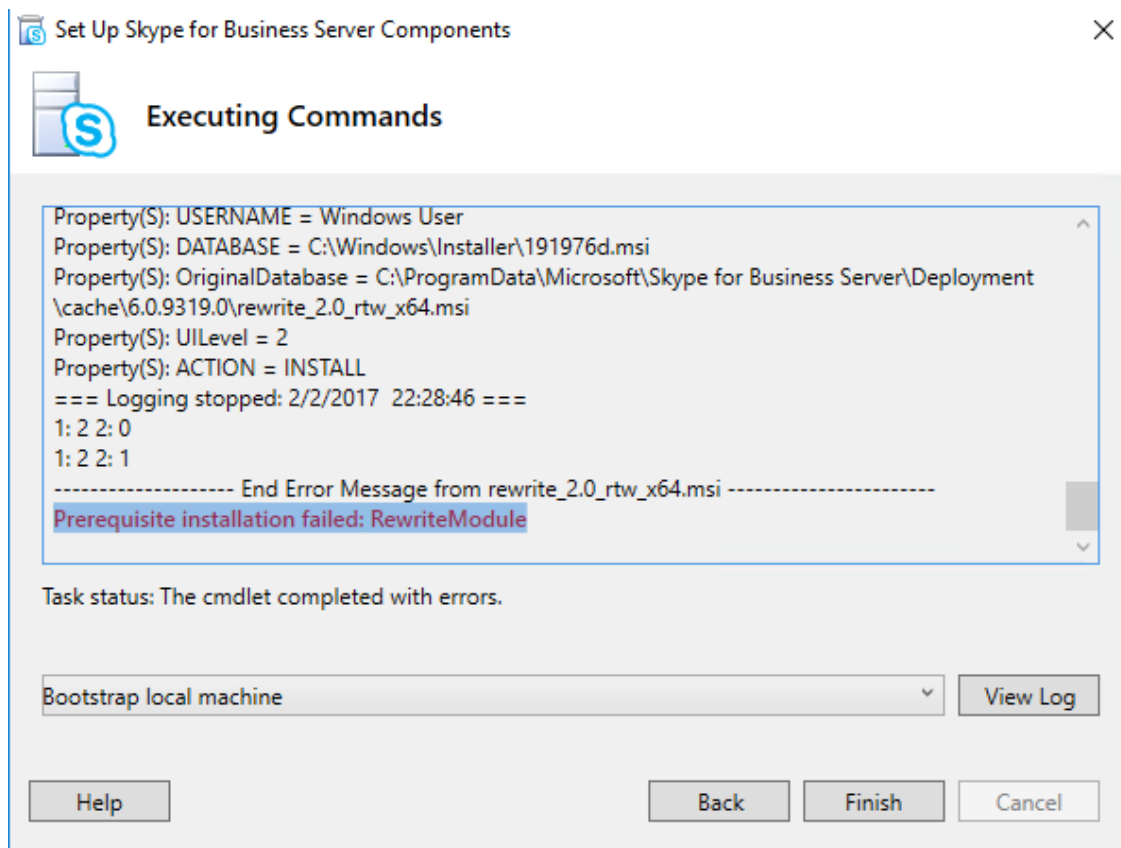 Set Up Skype for Business Server Components
Executing Commands
Property(S): USERNAME = Windows User
Property(S): DATABASE = C:\Windows\Installer\191976d.msi
Property(S): OriginalDatabase = C:\ProgramData\Microsoft\Skype for Business Server\Deployment
\cache\6.0.9319.0\rewrite_2.0_rtw_x64.msi
Property(S): UILevel = 2
Property(S): ACTION = INSTALL
=== Logging stopped: 2/2/2017  22:28:46 ===
1: 2 2: 0
1: 2 2: 1
-------------------- End Error Message from rewrite_2.0_rtw_x64.msi -----------------------
Prerequisite installation failed: RewriteModule
Task status: The cmdlet completed with errors.
Bootstrap local machine
View Log
Help
Back
Finish
Cancel